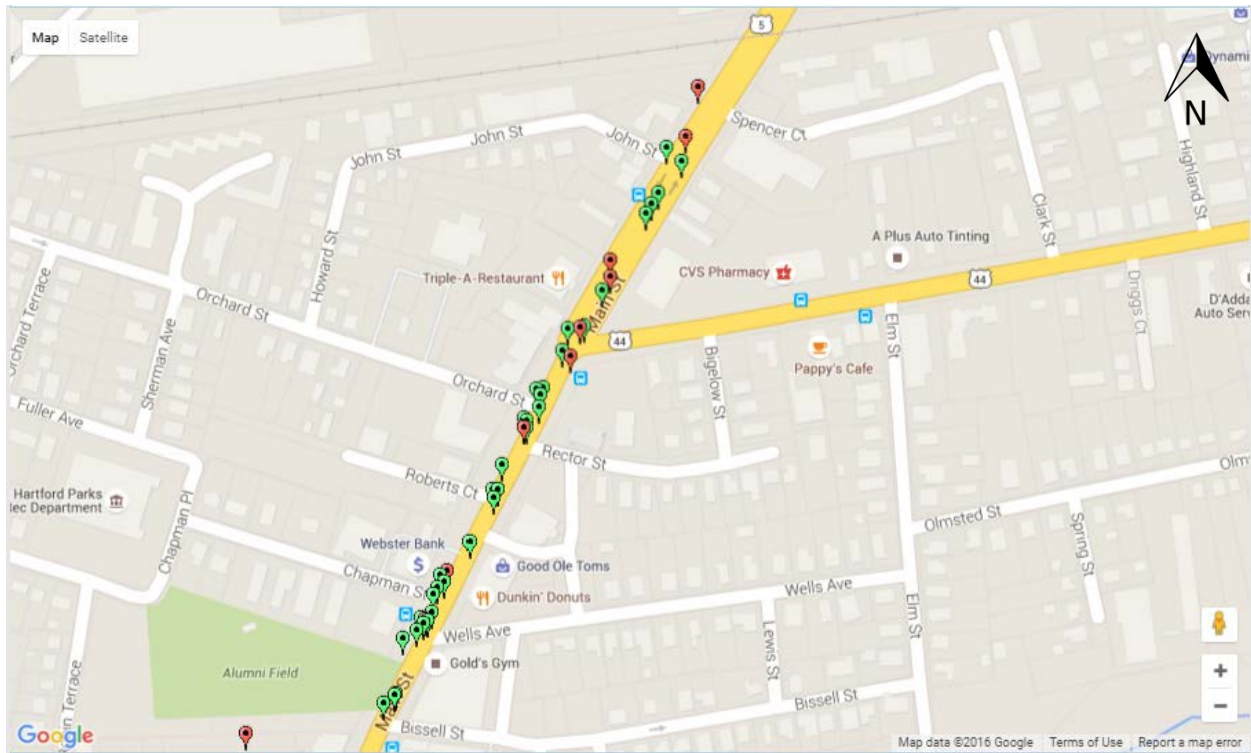 Map Satellite
5
Dynami
N
Spencer Ct
John St
John St
John St
Highland St
Clark St
A Plus Auto Tinting
Howard St
Triple-A-Restaurant
CVS Pharmacy
44
Main St
44
Driggs Ct
D'Adda
Auto Serv
Orchard Terrace
Sherman Ave
Orchard St
Orchard St
Elm St
Bigelow St
Pappy's Cafe
Fuller Ave
Rector St
Roberts Ct
Hartford Parks
Rec Department
Chapman Pl
Olmsted St
Spring St
Webster Bank
$
Good Ole Toms
Chapman St
Dunkin' Donuts
Wells Ave
Wells Ave
Elm St
Lewis St
Gold's Gym
Alumni Field
Main St
Bissell St
Bissell St
Terrace
+
−
Google
Map data ©2016 Google Terms of Use Report a map error